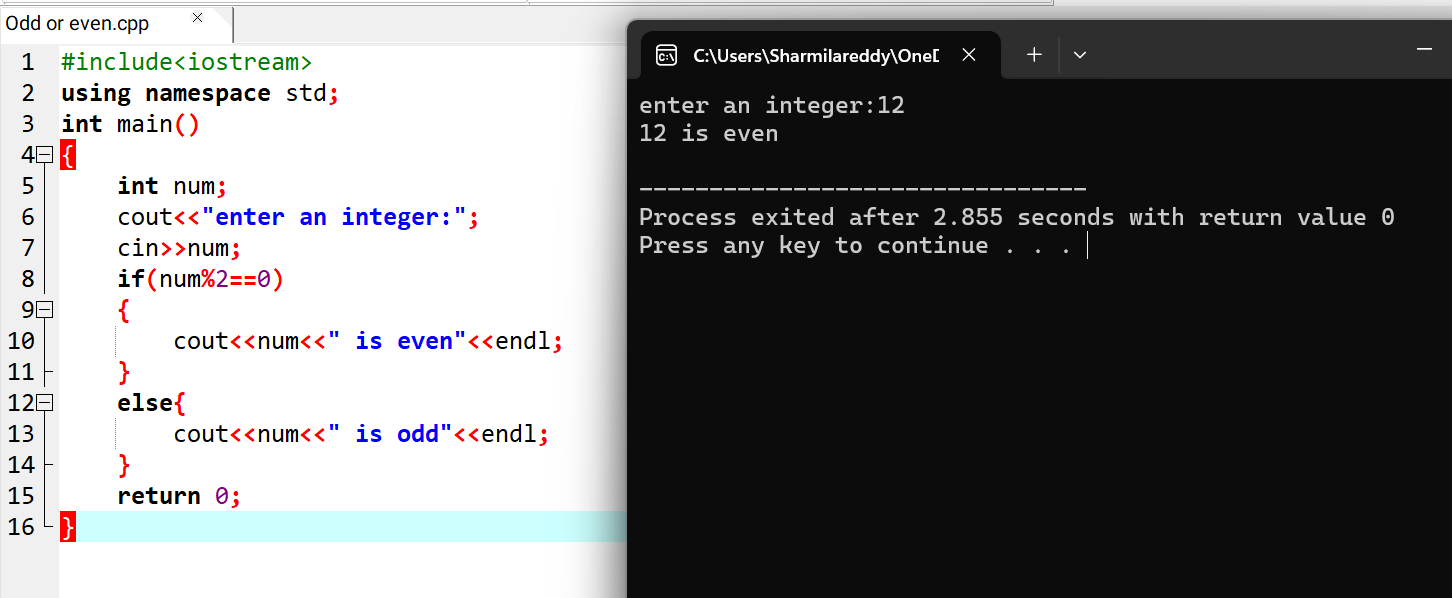 Odd or even.cpp
1 #include<iostream>
2 using namespace std;
3 int main()
4 {
5 int num;
6 cout<<"enter an integer:";
7 cin>>num;
8 if(num%2==0)
9 {
10 cout<<num<<" is even"<<endl;
11 }
12 else{
13 cout<<num<<" is odd"<<endl;
14 }
15 return 0;
16 }
C:\Users\Sharmilareddy\OneD
enter an integer:12
12 is even
--------------------------------
Process exited after 2.855 seconds with return value 0
Press any key to continue . . .